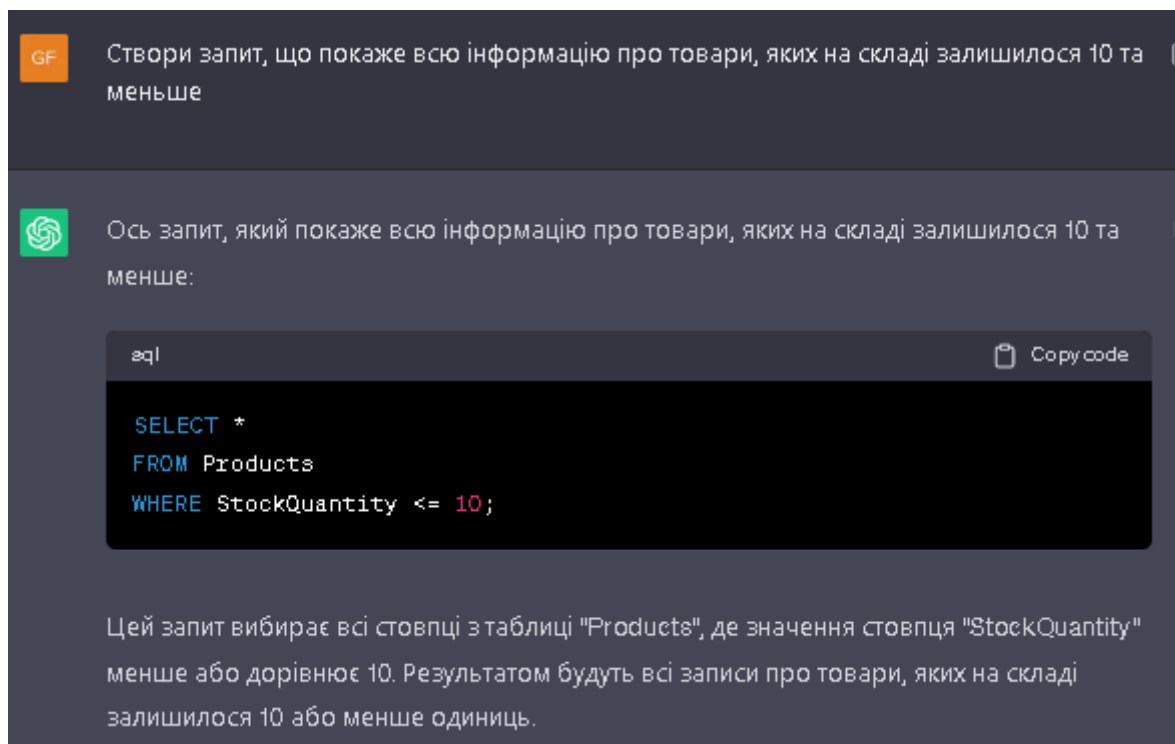 GF
Створи запит, що покаже всю інформацію про товари, яких на складі залишилося 10 та
меньше
Ось запит, який покаже всю інформацію про товари, яких на складі залишилося 10 та
менше:
sql
Copy code
SELECT *
FROM Products
WHERE StockQuantity <= 10;
Цей запит вибирає всі стовпці з таблиці "Products", де значення стовпця "StockQuantity"
менше або дорівнює 10. Результатом будуть всі записи про товари, яких на складі
залишилося 10 або менше одиниць.